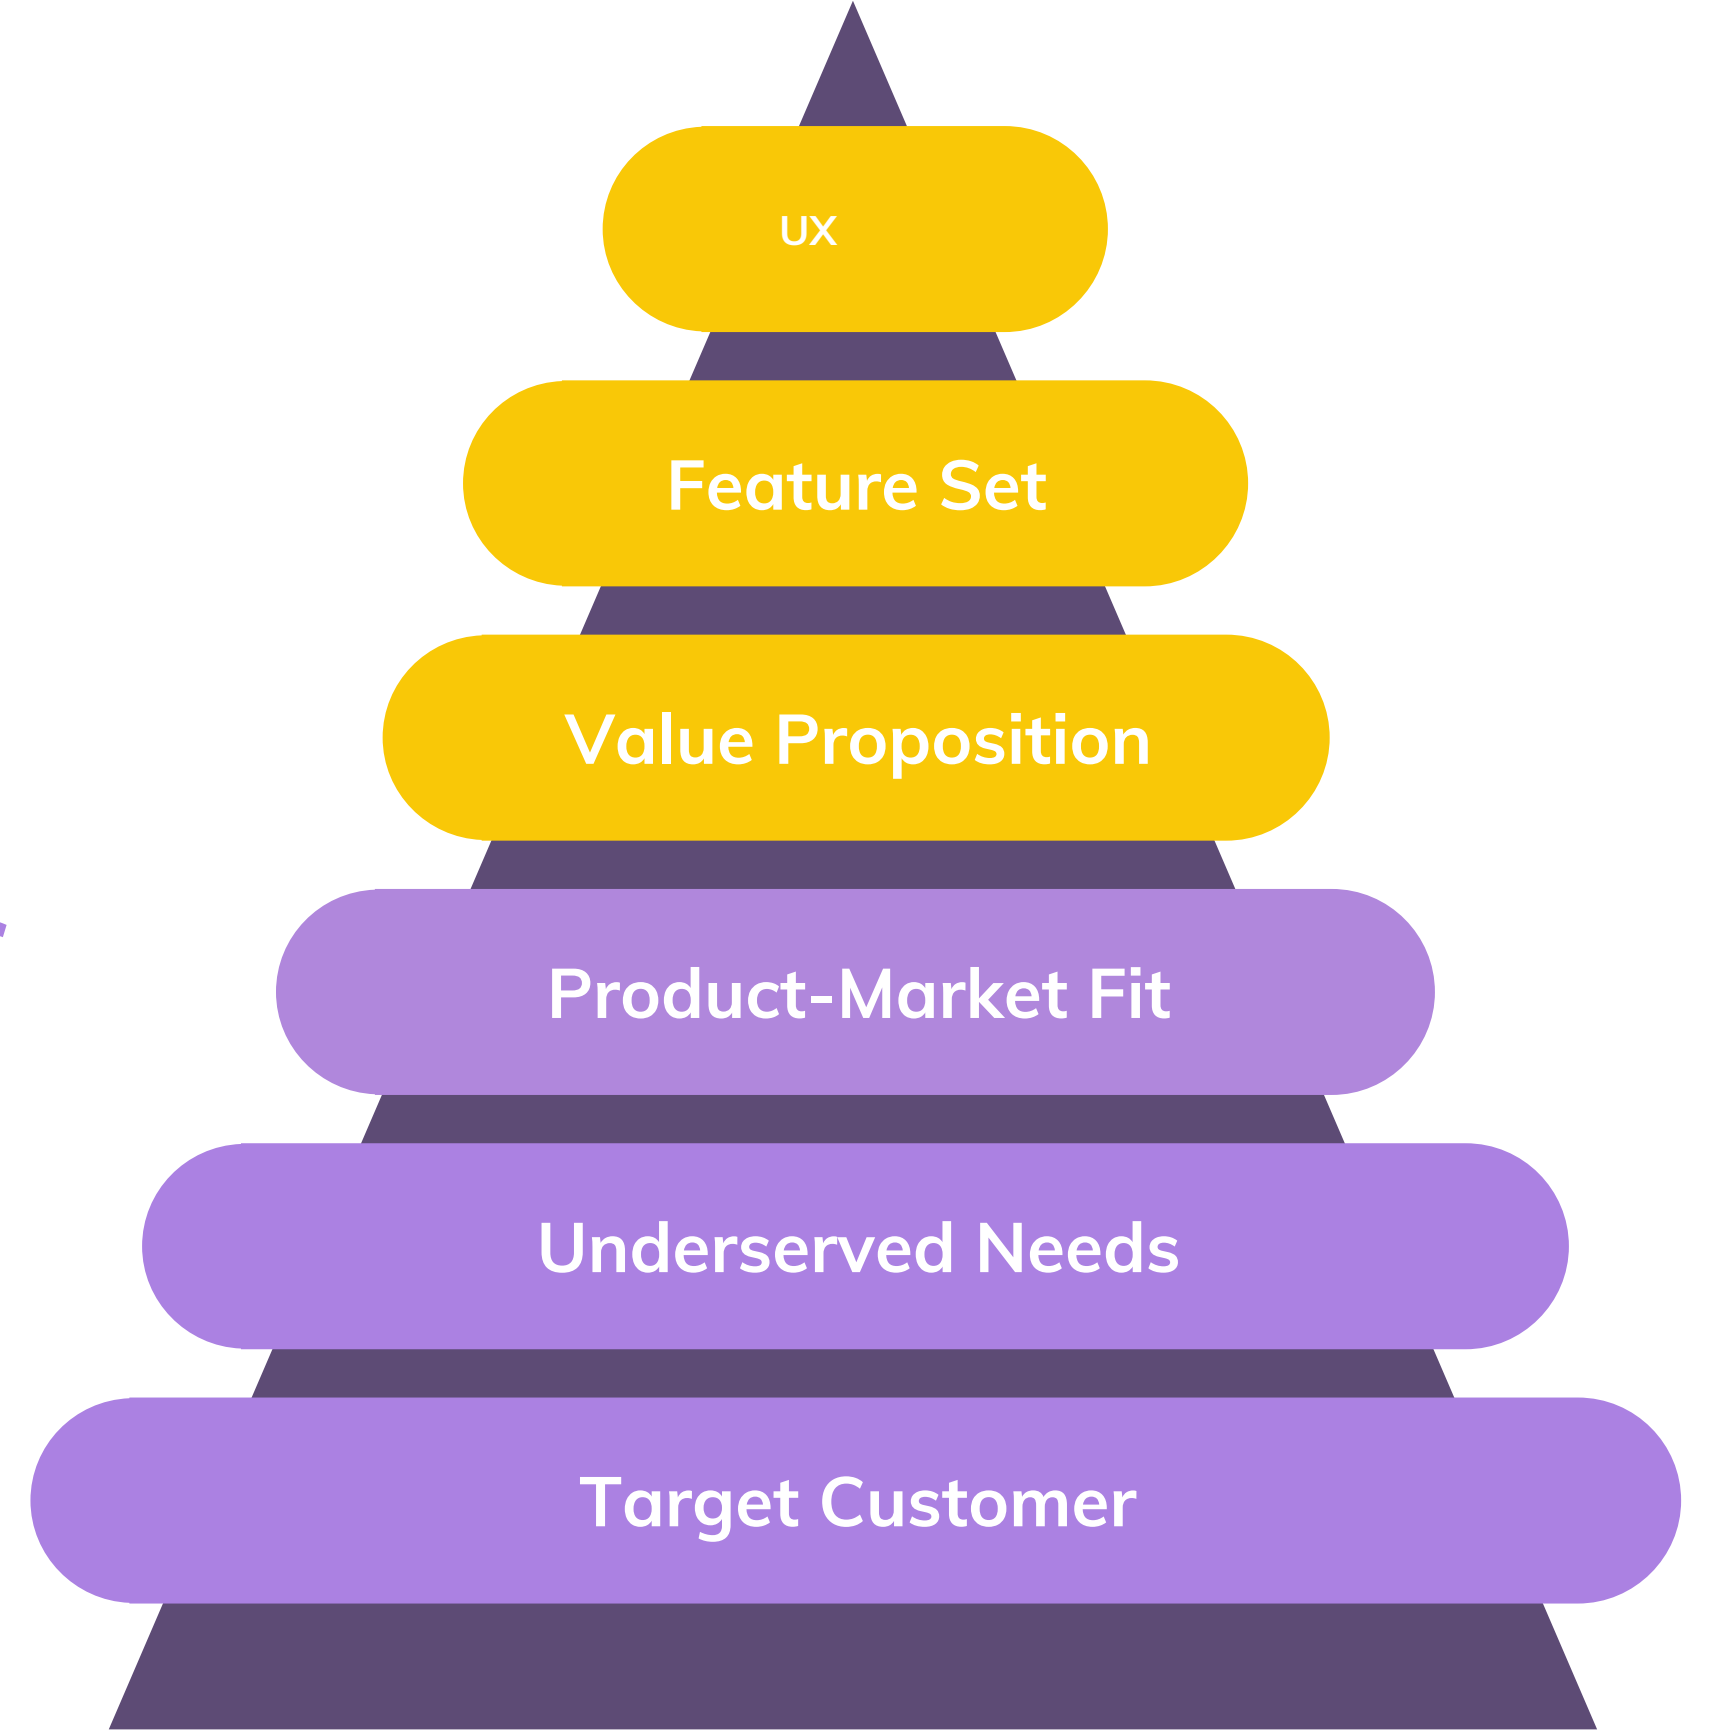 UX
Feature Set
Value Proposition
Product-Market Fit
Underserved Needs
Target Customer